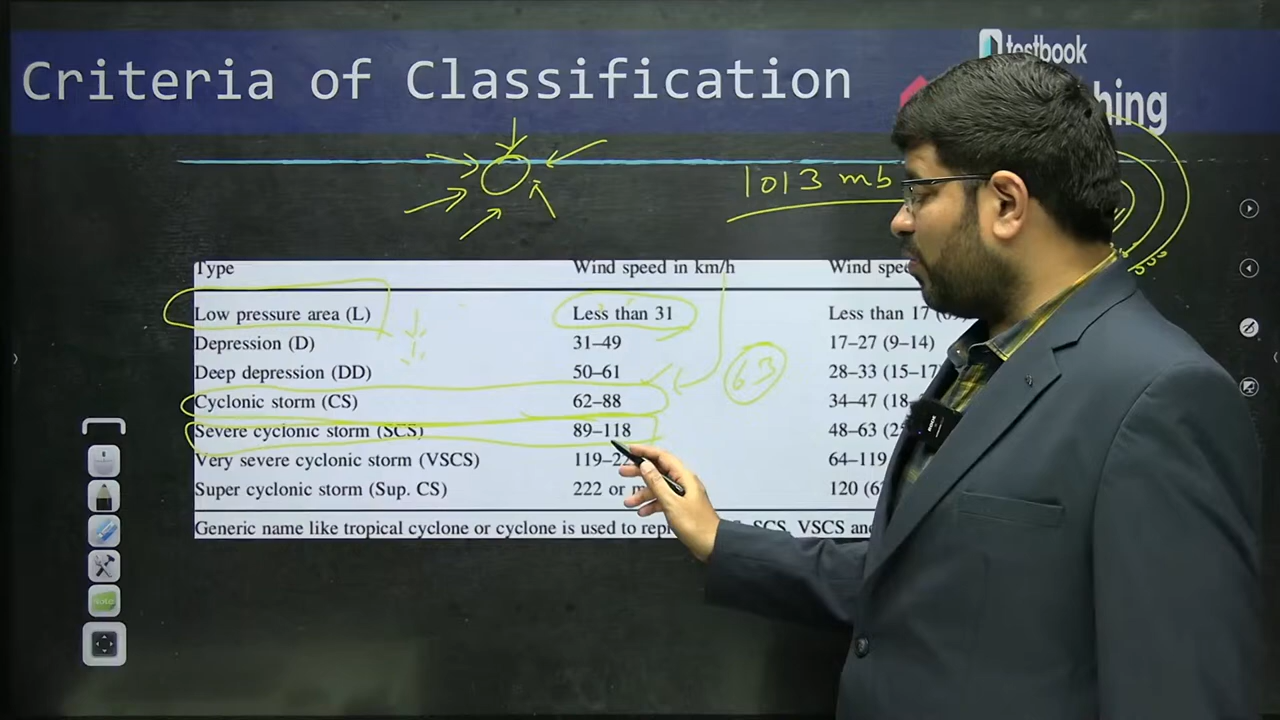 testbook
Criteria of Classification
1013 mb
Type Wind speed in km/h Wind
Low pressure area (L) Less than 31 Less than 17
Depression (D) 31–49 17–27 (9–14)
63
Deep depression (DD) 50–61 28–33 (15–17
Cyclonic storm (CS) 62–88 34–47 (18
Severe cyclonic storm (SCS) 89–118 48–63
Very severe cyclonic storm (VSCS) 119– 64–119
Super cyclonic storm (Sup. CS) 222 or 120
Generic name like tropical cyclone or cyclone is used to SCS, VSCS